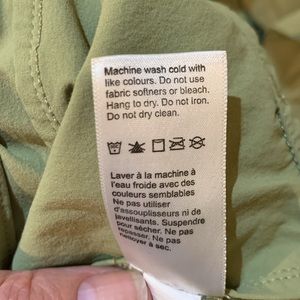 Machine wash cold with
like colours. Do not use
fabric softners or bleach.
Hang to dry. Do not iron.
Do not dry clean.
Laver à la machine à
l'eau froide avec des
couleurs semblables
Ne pas utiliser
d'assouplisseurs ni de
javellisants. Suspendre
pour sécher. Ne pas
repasser. Ne pas
nettoyer à sec.